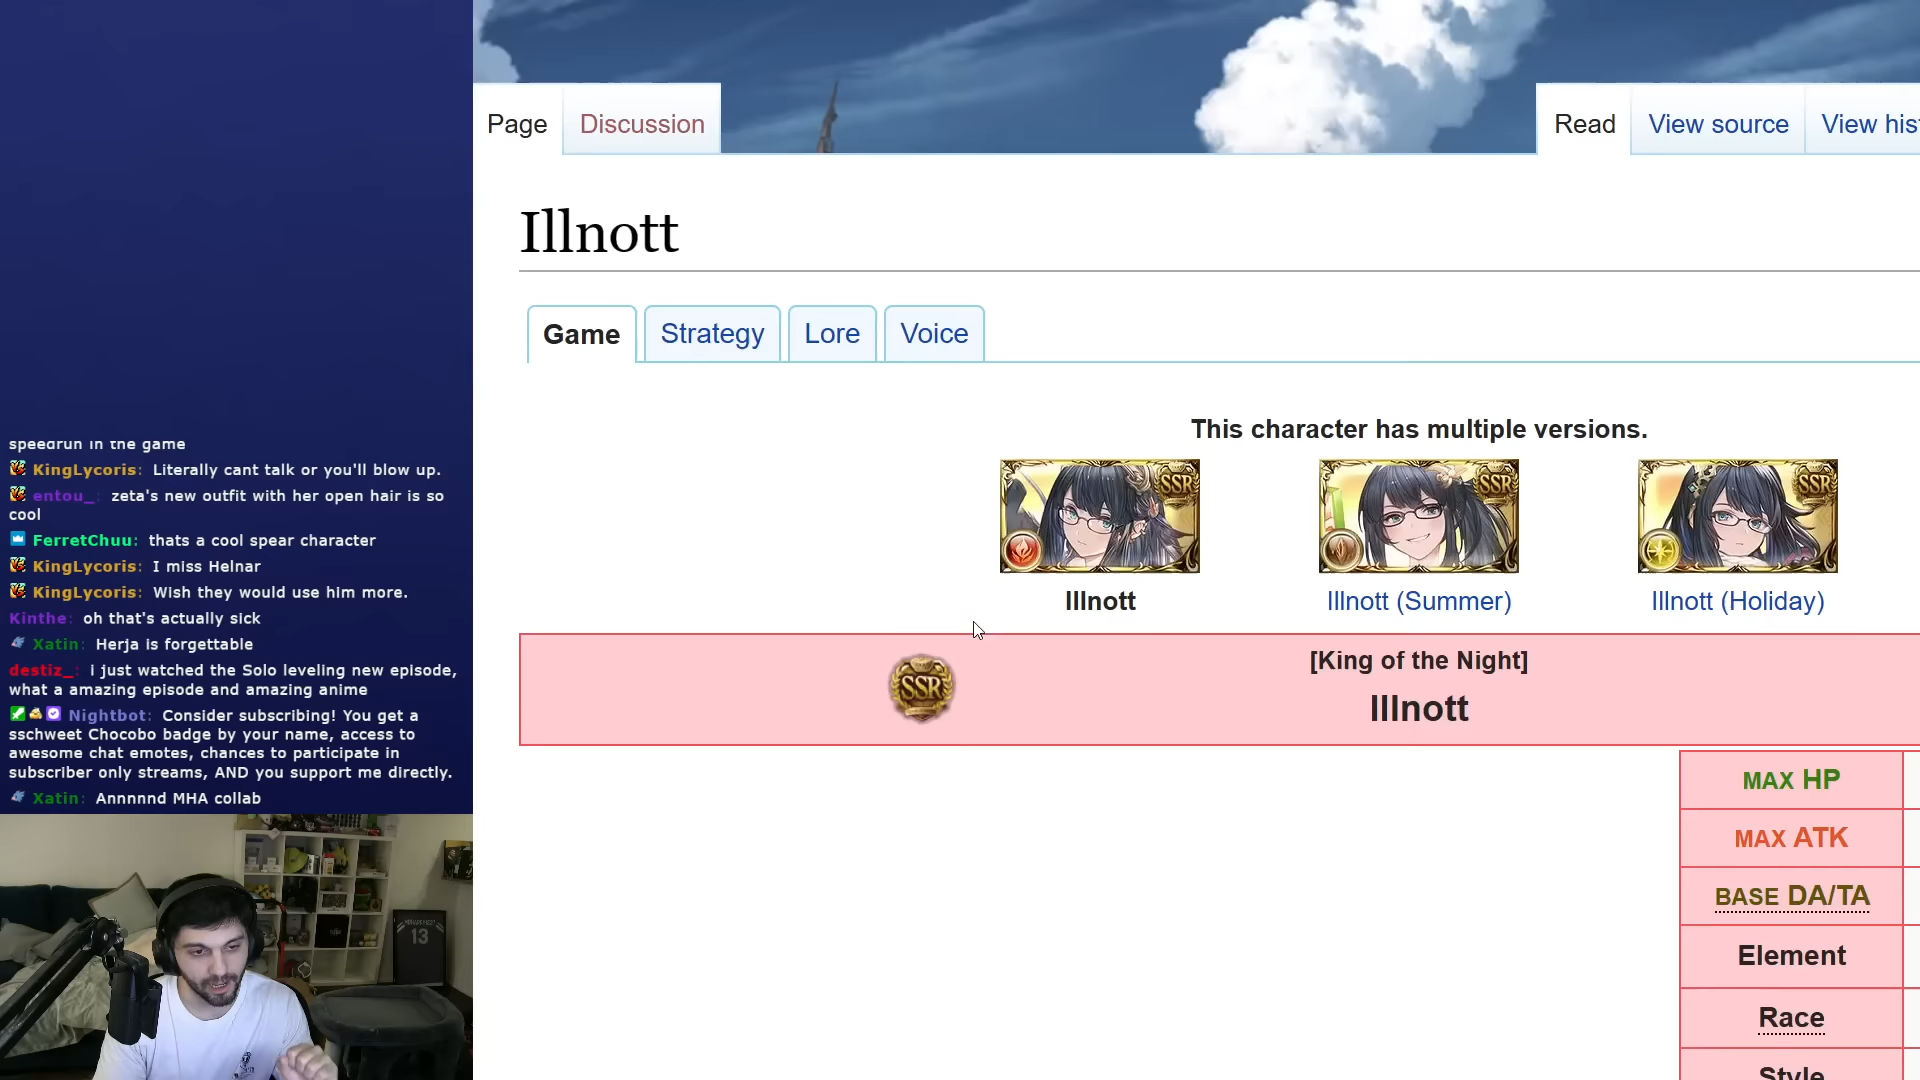 speedrun in the game
KingLycoris: Literally cant talk or you'll blow up.
entou_: zeta's new outfit with her open hair is so
cool
FerretChuu: thats a cool spear character
KingLycoris: I miss Helnar
KingLycoris: Wish they would use him more.
Kinthe: oh that's actually sick
Xatin: Herja is forgettable
destiz_: i just watched the Solo leveling new episode,
what a amazing episode and amazing anime
Nightbot: Consider subscribing! You get a
sschweet Chocobo badge by your name, access to
awesome chat emotes, chances to participate in
subscriber only streams, AND you support me directly.
Xatin: Annnnnd MHA collab
13
Page Discussion Read View source View his
Illnott
Game Strategy Lore Voice
This character has multiple versions.
SSR SSR SSR
Illnott Illnott (Summer) Illnott (Holiday)
SSR
[King of the Night]
Illnott
MAX HP
MAX ATK
BASE DA/TA
Element
Race
Style